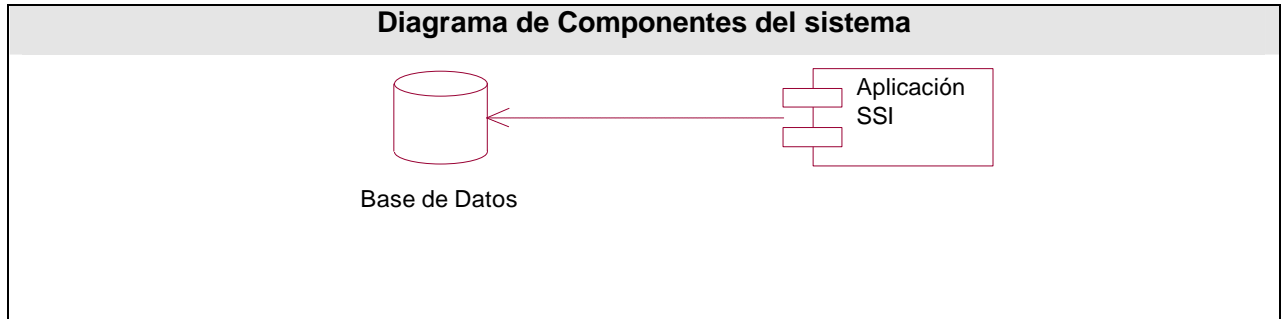 Diagrama de Componentes del sistema
Aplicación
SSI
Base de Datos